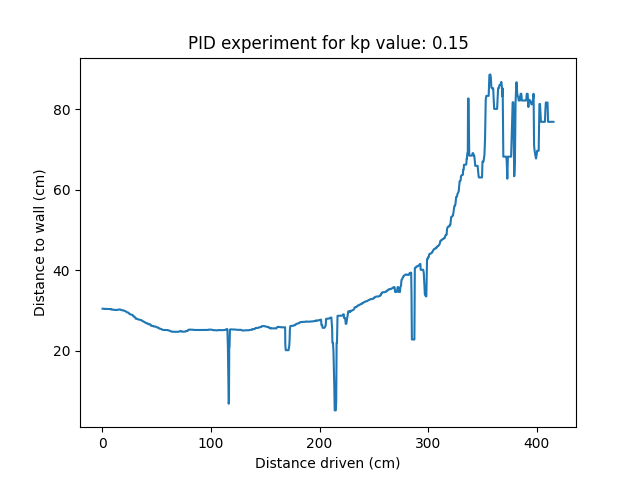 PID experiment for kp value: 0.15
80
60
40
20
Distance to wall (cm)
0 100 200 300 400
Distance driven (cm)